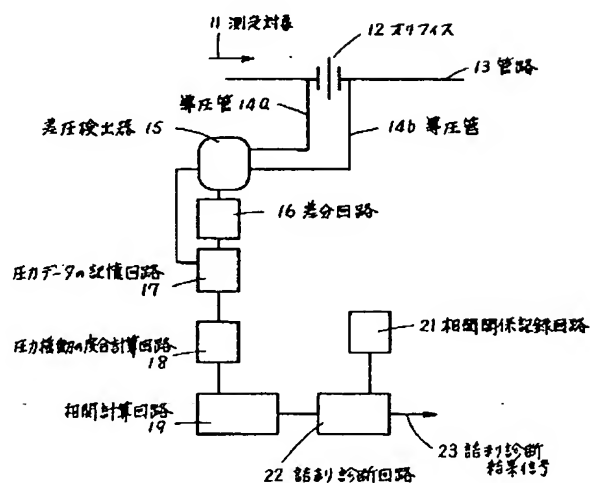 11 測定対象
12 オリフィス
13 管路
導圧管 14a
差圧検出器 15
14b 導圧管
16 差分回路
圧力データの記憶回路
17
圧力揺動の度合計算回路
18
21 相関関係記録回路
相関計算回路
19
22 詰り診断回路
23 詰り診断
結果信号